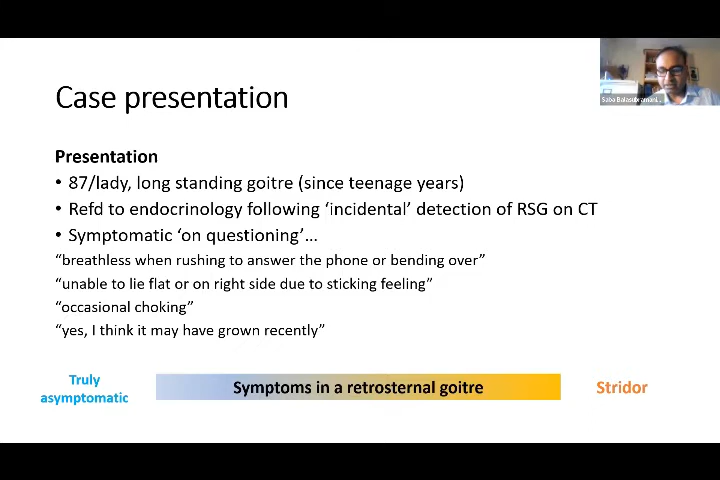 Saba Balasubramani...
Case presentation
Presentation
• 87/lady, long standing goitre (since teenage years)
• Refd to endocrinology following ‘incidental’ detection of RSG on CT
• Symptomatic ‘on questioning’…
“breathless when rushing to answer the phone or bending over”
“unable to lie flat or on right side due to sticking feeling”
“occasional choking”
“yes, I think it may have grown recently”
Truly
asymptomatic
Symptoms in a retrosternal goitre
Stridor